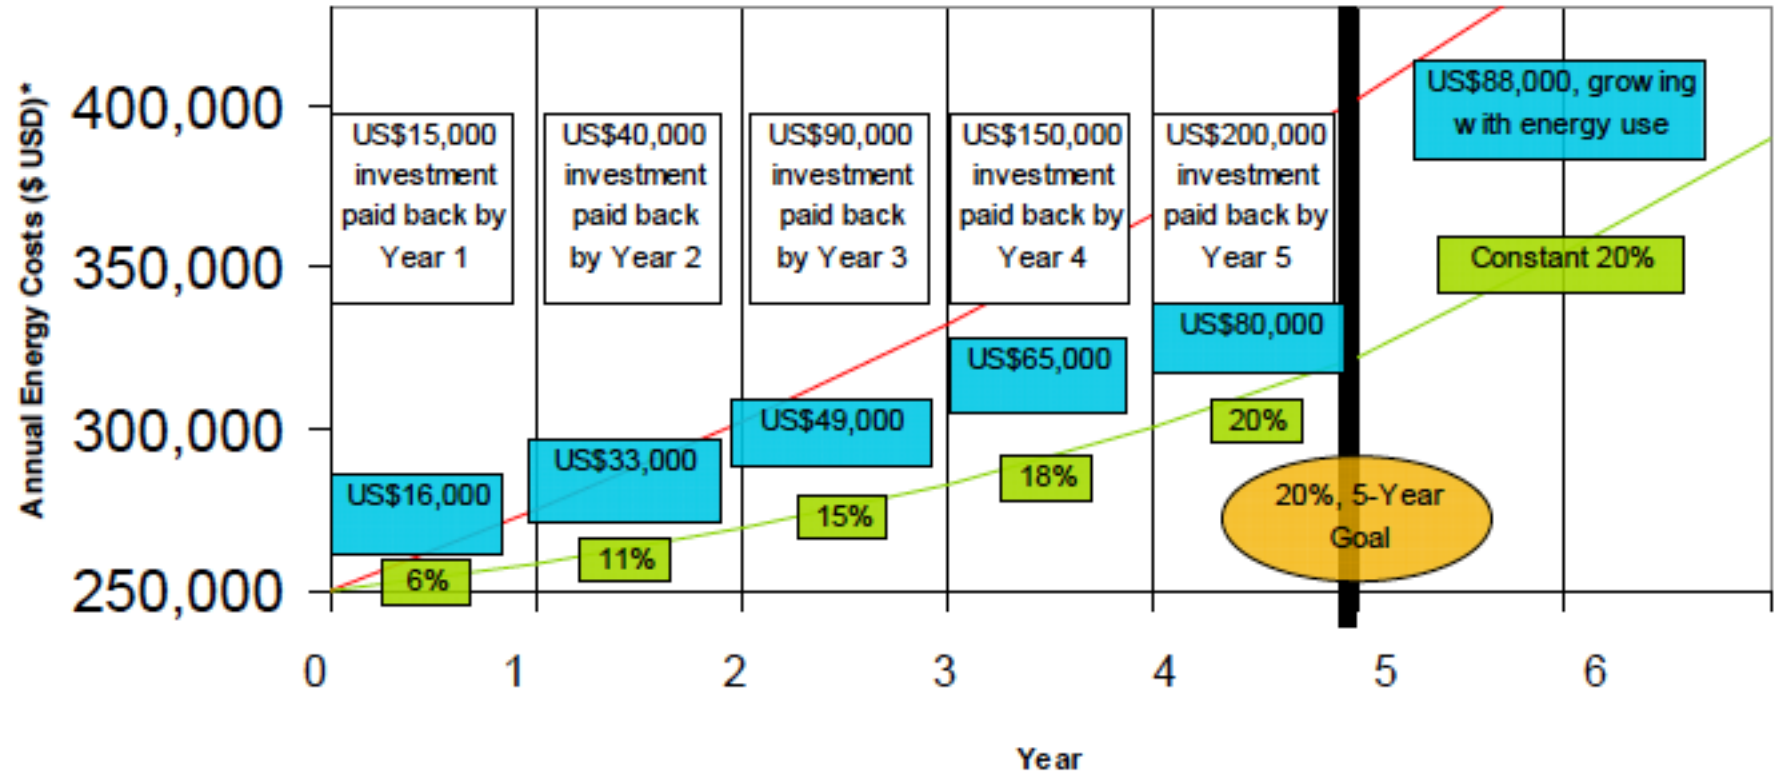 Annual Energy Costs ($ USD)*
400,000
350,000
300,000
250,000
US$15,000
investment
paid back by
Year 1
US$40,000
investment
paid back
by Year 2
US$90,000
investment
paid back
by Year 3
US$150,000
investment
paid back by
Year 4
US$200,000
investment
paid back by
Year 5
US$88,000, growing
with energy use
Constant 20%
US$16,000
US$33,000
US$49,000
US$65,000
US$80,000
6%
11%
15%
18%
20%
20%, 5-Year
Goal
0 1 2 3 4 5 6
Year